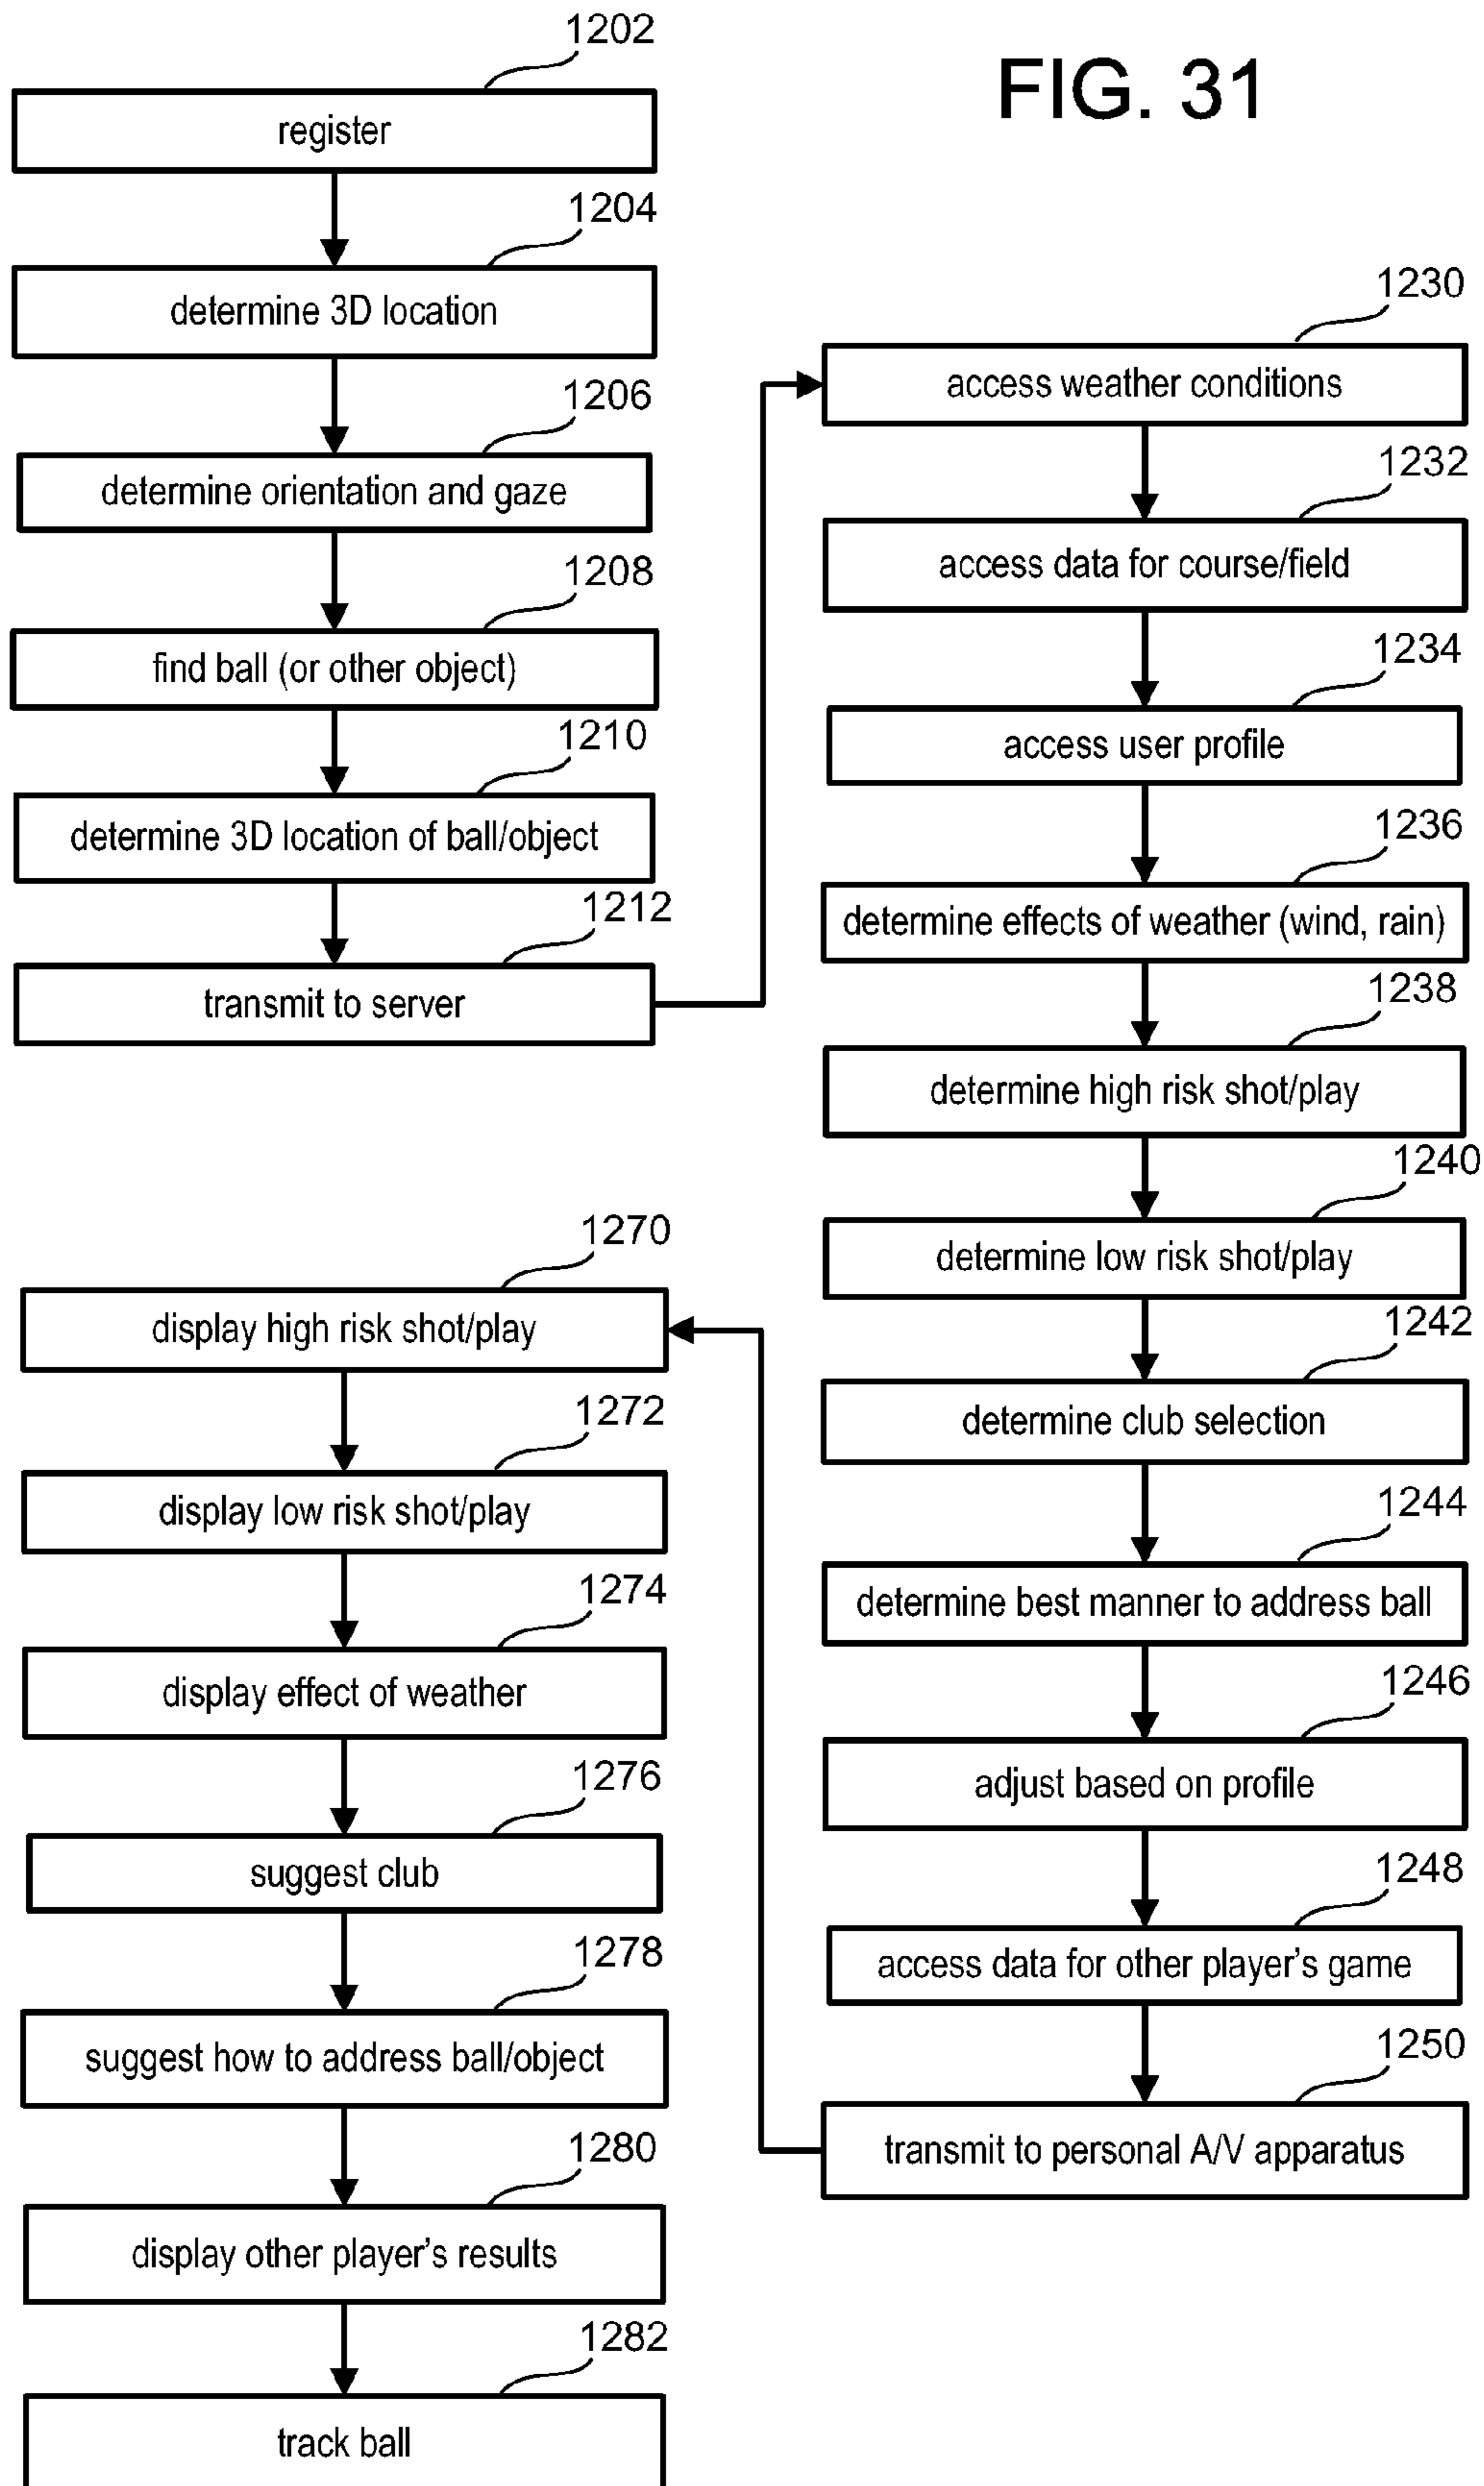 FIG. 31
1202
register
1204
determine 3D location
1206
determine orientation and gaze
1208
find ball (or other object)
1210
determine 3D location of ball/object
1212
transmit to server
1230
access weather conditions
1232
access data for course/field
1234
access user profile
1236
determine effects of weather (wind, rain)
1238
determine high risk shot/play
1240
determine low risk shot/play
1242
determine club selection
1244
determine best manner to address ball
1246
adjust based on profile
1248
access data for other player's game
1250
transmit to personal A/V apparatus
1270
display high risk shot/play
1272
display low risk shot/play
1274
display effect of weather
1276
suggest club
1278
suggest how to address ball/object
1280
display other player's results
1282
track ball